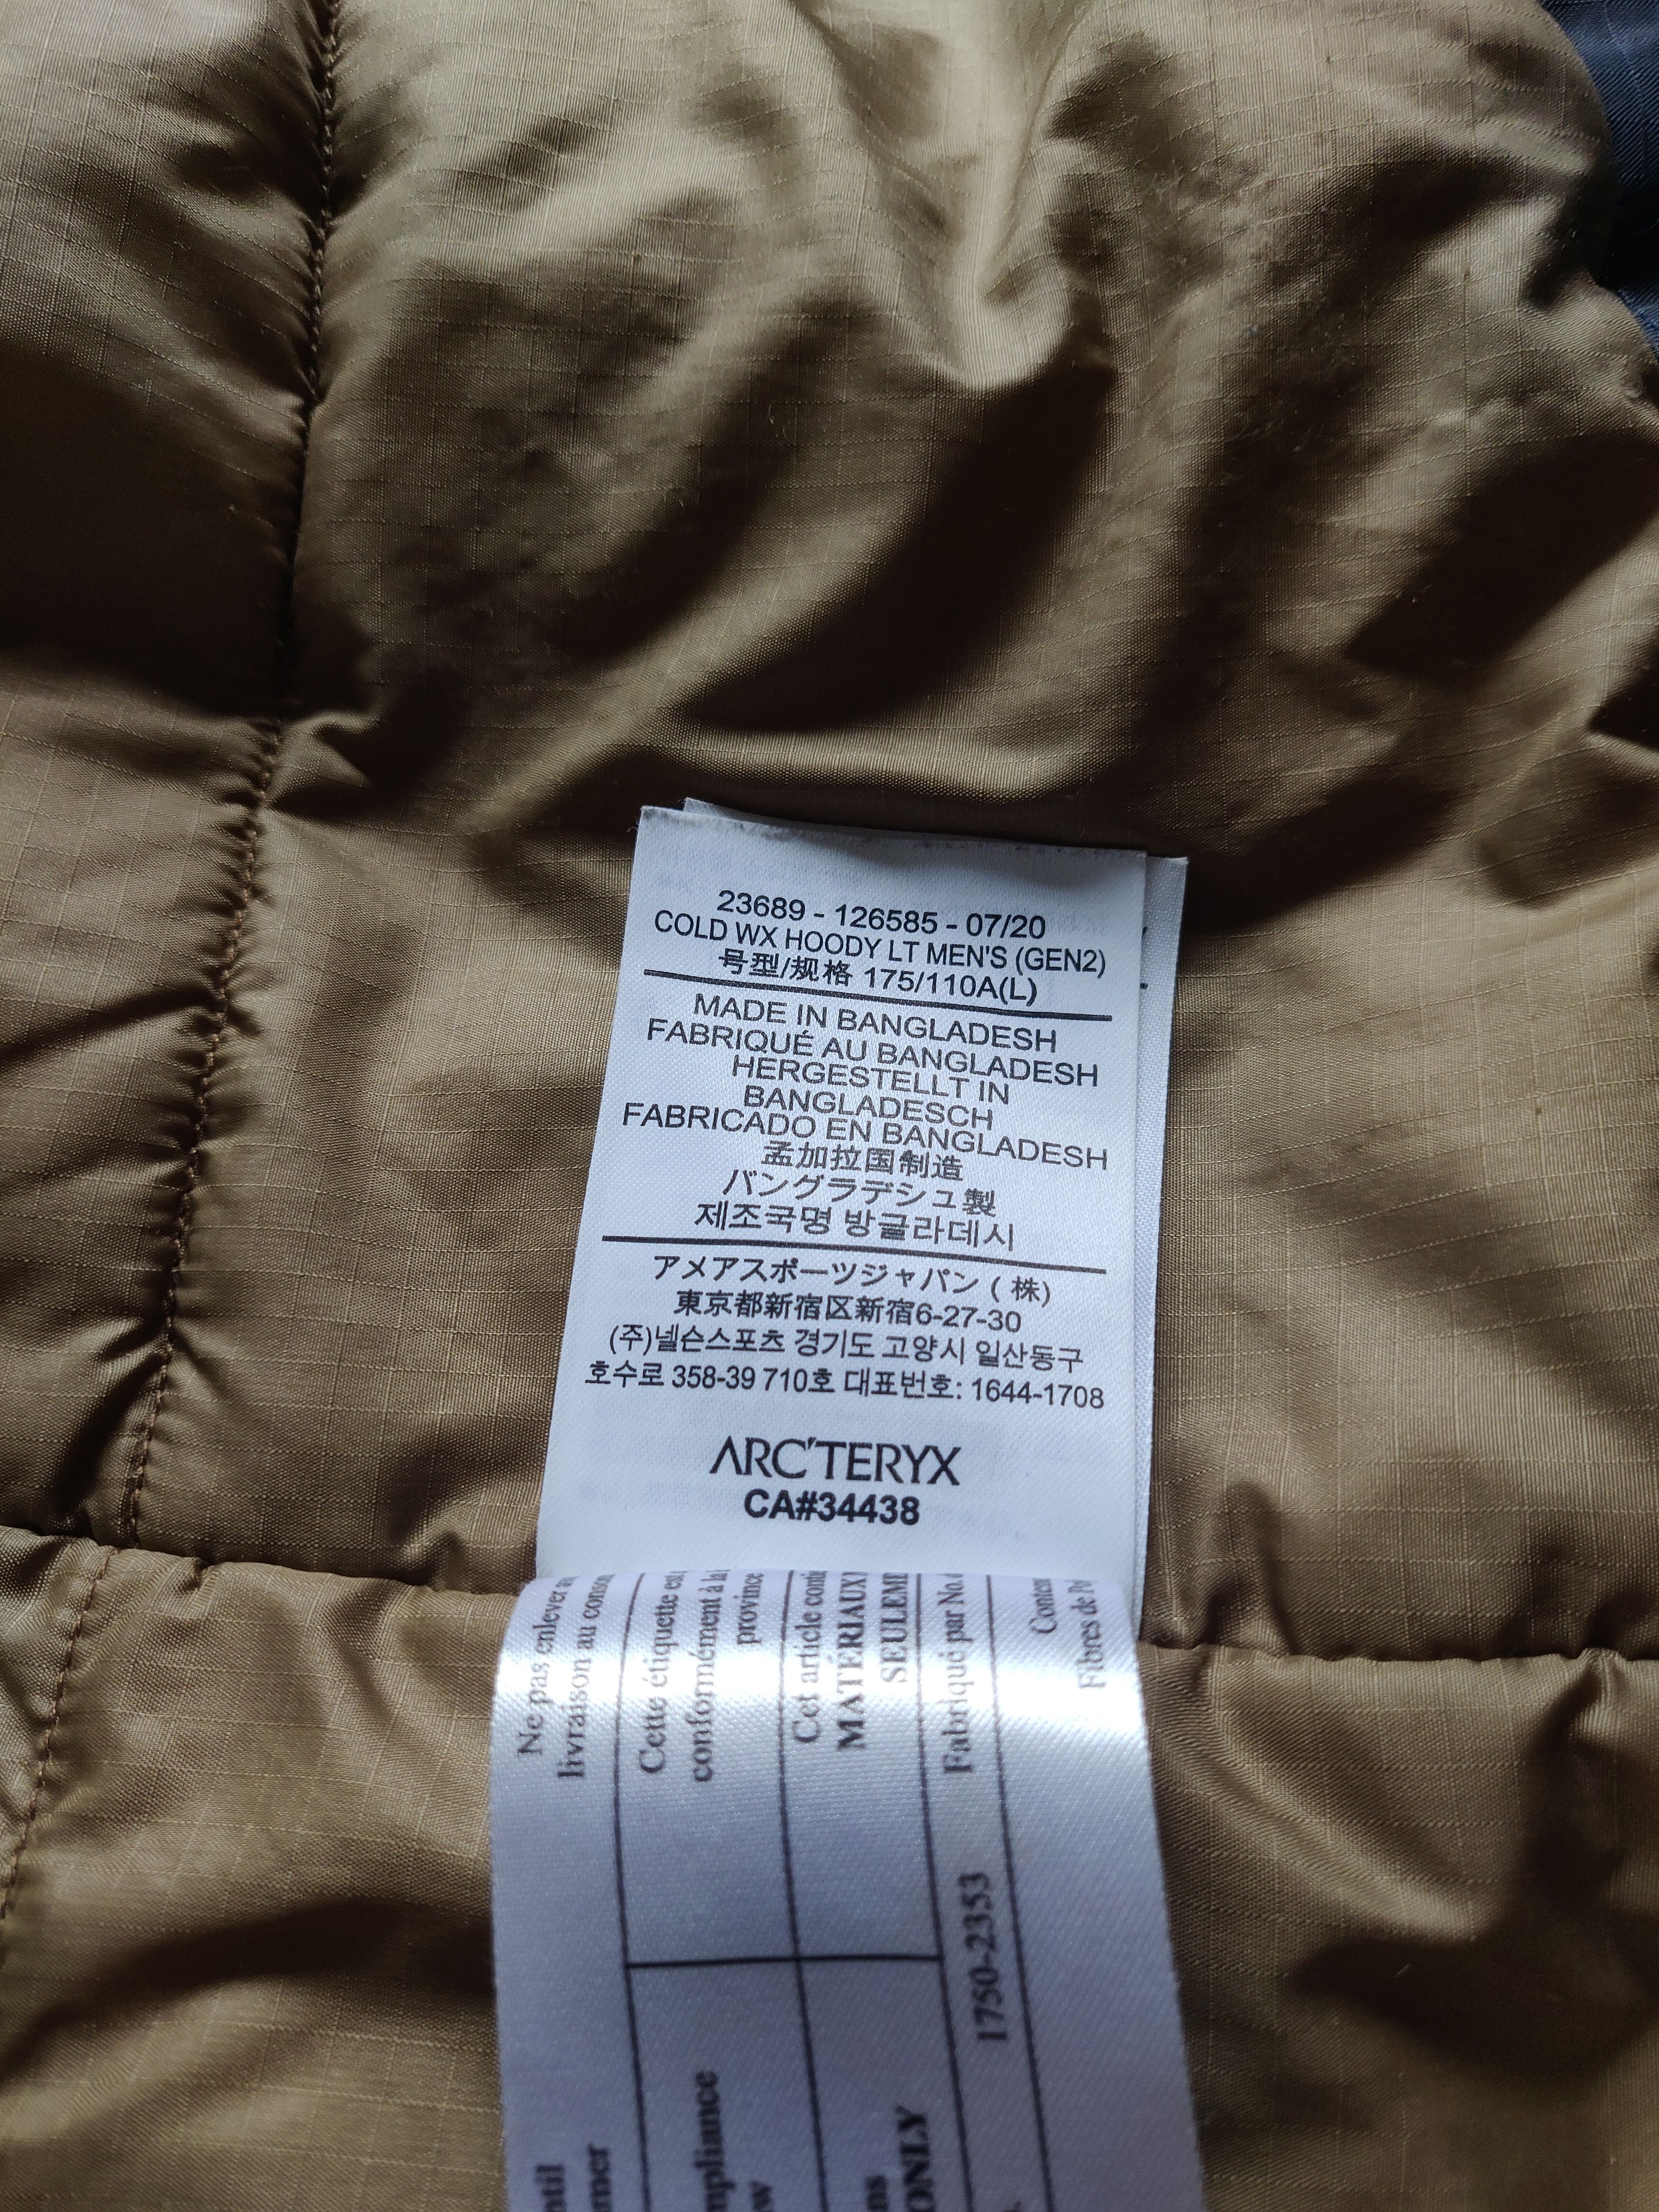 23689 - 126585 - 07/20
COLD WX HOODY LT MEN'S (GEN2)
号型/规格 175/110A(L)
MADE IN BANGLADESH
FABRIQUÉ AU BANGLADESH
HERGESTELLT IN
BANGLADESCH
FABRICADO EN BANGLADESH
孟加拉国制造
バングラデシュ製
제조국명 방글라데시
アメアスポーツジャパン ( 株)
東京都新宿区新宿6-27-30
(주)넬슨스포츠 경기도 고양시 일산동구
호수로 358-39 710호 대표번호: 1644-1708
ARC'TERYX
CA#34438
Ne pas enlever
livraison au
Cette étiquette
conformément à
province
Cet article
MATÉRIAUX
Fabriqué par No.
1750-2353
Fibres de
ONLY